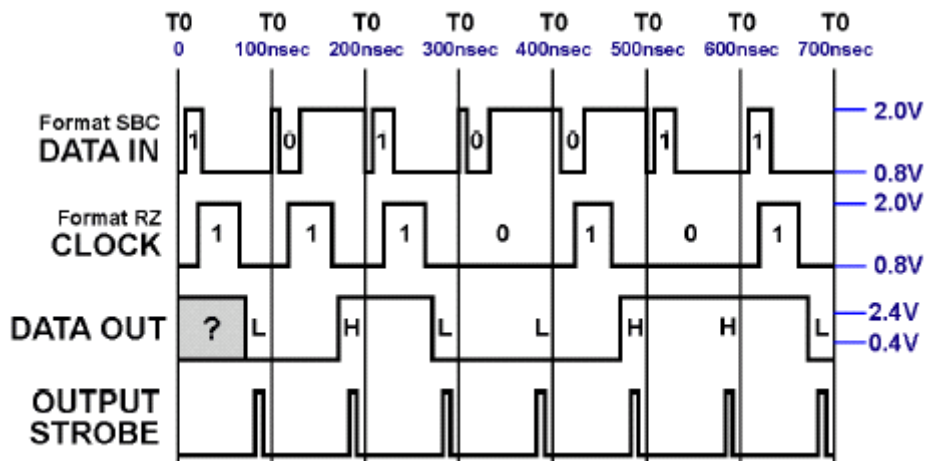 T0 T0 T0 T0 T0 T0 T0 T0
0 100nsec 200nsec 300nsec 400nsec 500nsec 600nsec 700nsec
Format SBC
DATA IN
1 0 1 0 0 1 1
2.0V
0.8V
Format RZ
CLOCK
1 1 1 0 1 0 1
2.0V
0.8V
DATA OUT
? L H L L H H L
2.4V
0.4V
OUTPUT
STROBE